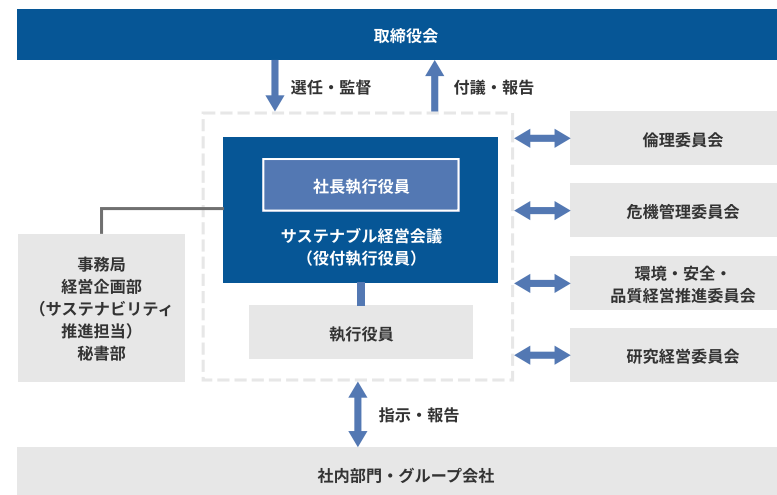 取締役会
選任・監督
付議・報告
社長執行役員
サステナブル経営会議
（役付執行役員）
執行役員
事務局
経営企画部
（サステナビリティ
推進担当）
秘書部
倫理委員会
危機管理委員会
環境・安全・
品質経営推進委員会
研究経営委員会
指示・報告
社内部門・グループ会社